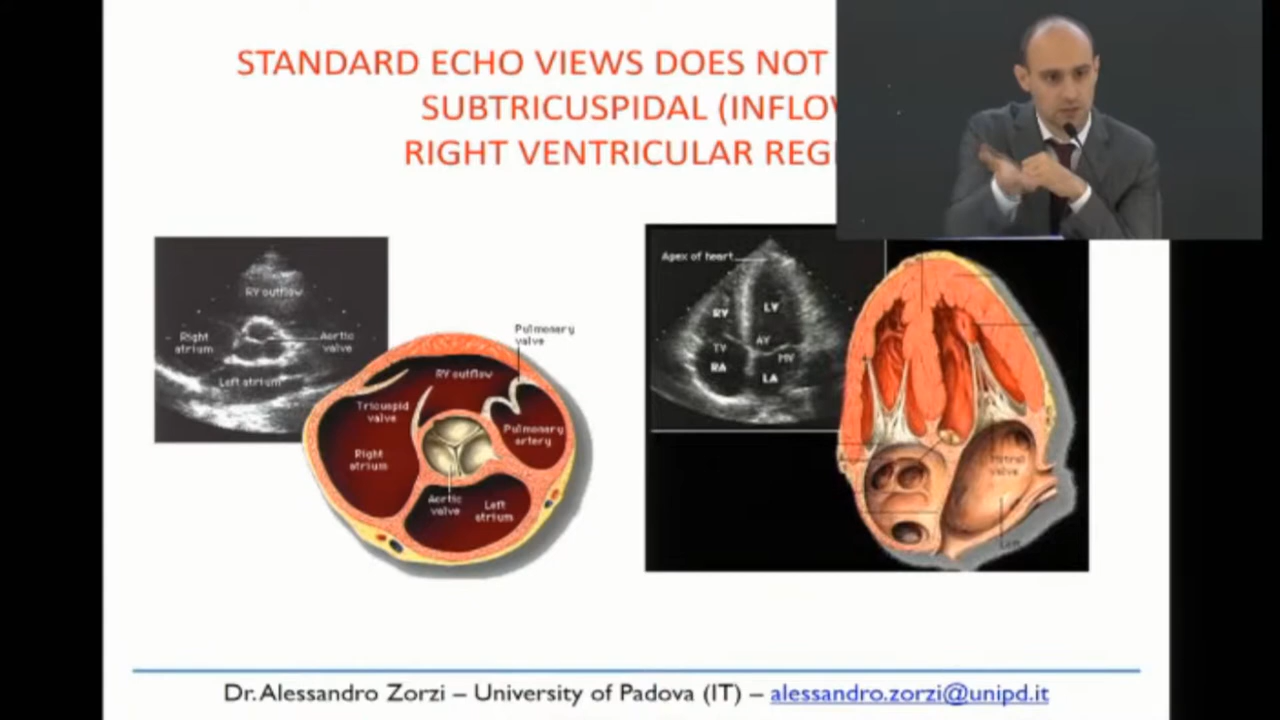 STANDARD ECHO VIEWS DOES NOT
SUBTRICUSPIDAL (INFLOW
RIGHT VENTRICULAR REGI
RV outflow
Right
atrium
Aortic
valve
Left atrium
Pulmonary
valve
RV outflow
Tricuspid
valve
Pulmonary
artery
Right
atrium
Aortic
valve
Left
atrium
Apex of heart
RV
LV
TV
AV
MV
RA
LA
valve
Dr. Alessandro Zorzi – University of Padova (IT) – alessandro.zorzi@unipd.it